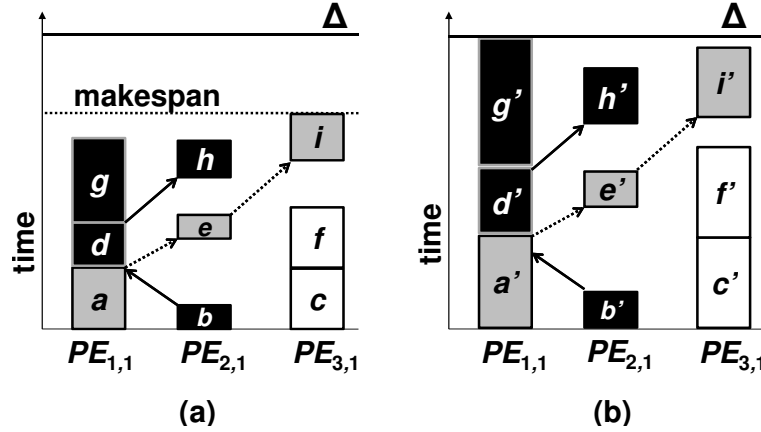 Δ
makespan
g
h
i
d
e
f
a
b
c
time
PE1,1 PE2,1 PE3,1
(a)
Δ
g’
h’
i’
d’
e’
f’
a’
b’
c’
time
PE1,1 PE2,1 PE3,1
(b)